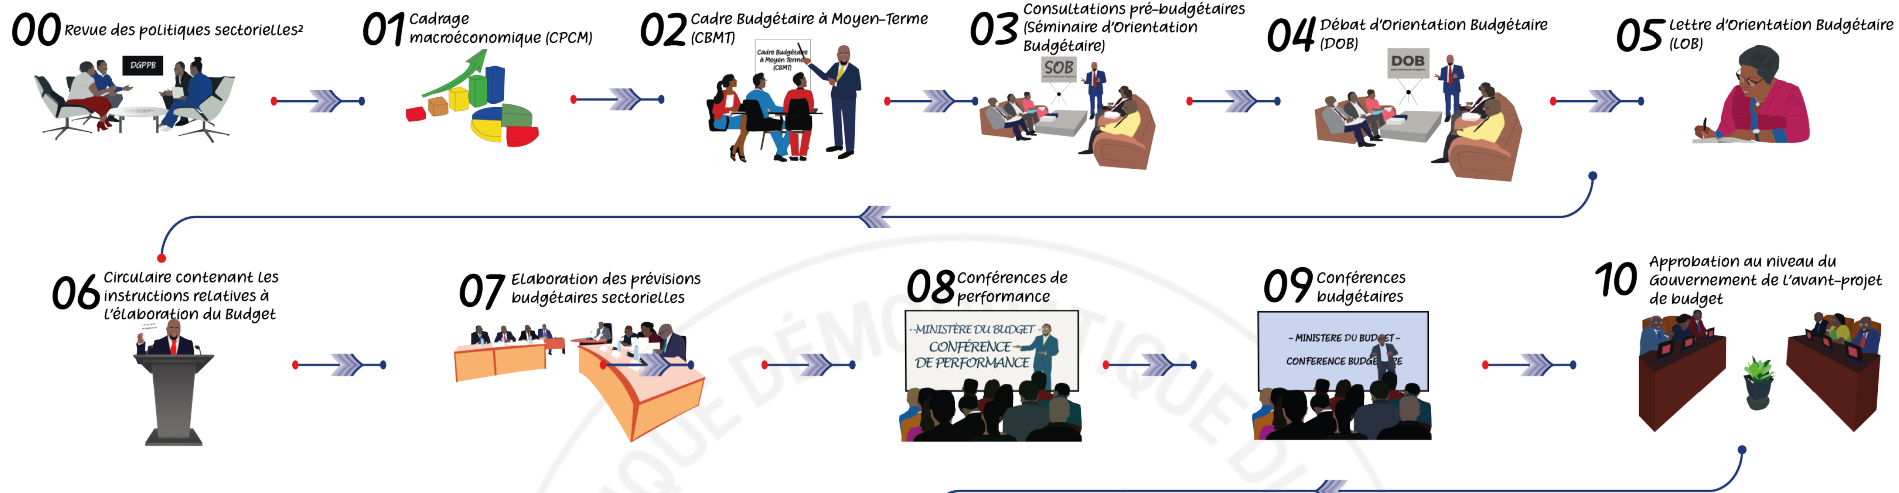 00 Revue des politiques sectorielles²
DGPPB
01 Cadrage
macroéconomique (CPCM)
02 Cadre Budgétaire à Moyen-Terme
(CBMT)
Cadre Budgétaire
à Moyen Terme
(CBMT)
03 Consultations pré-budgétaires
(Séminaire d'Orientation
Budgétaire)
SOB
04 Débat d'Orientation Budgétaire
(DOB)
DOB
05 Lettre d'Orientation Budgétaire
(LOB)
06 Circulaire contenant les
instructions relatives à
l'élaboration du Budget
07 Elaboration des prévisions
budgétaires sectorielles
08 Conférences de
performance
--MINISTÈRE DU BUDGET -
CONFÉRENCE
DE PERFORMANCE
09 Conférences
budgétaires
- MINISTERE DU BUDGET -
CONFERENCE
10 Approbation au niveau du
Gouvernement de l'avant-projet
de budget